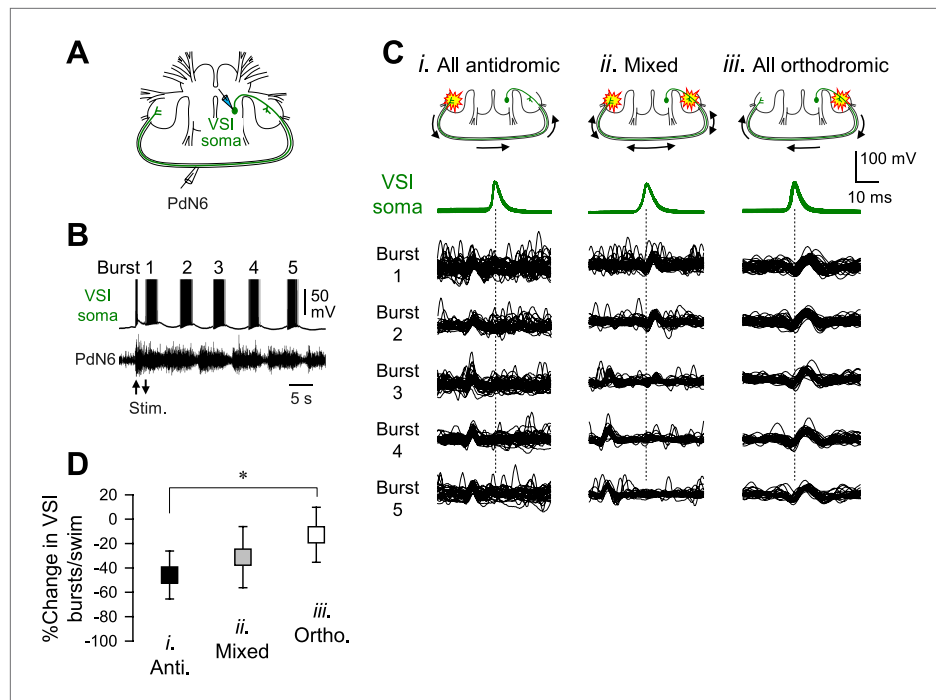 A
VSI
soma
PdN6
B
Burst 1 2 3 4 5
VSI
soma
50
mV
PdN6
Stim.
5 s
C
i. All antidromic
ii. Mixed
iii. All orthodromic
100 mV
10 ms
VSI
soma
Burst
1
Burst
2
Burst
3
Burst
4
Burst
5
D
*
%Change in VSI
bursts/swim
20
0
-20
-40
-60
-80
-100
i.
Anti.
ii.
Mixed
iii.
Ortho.